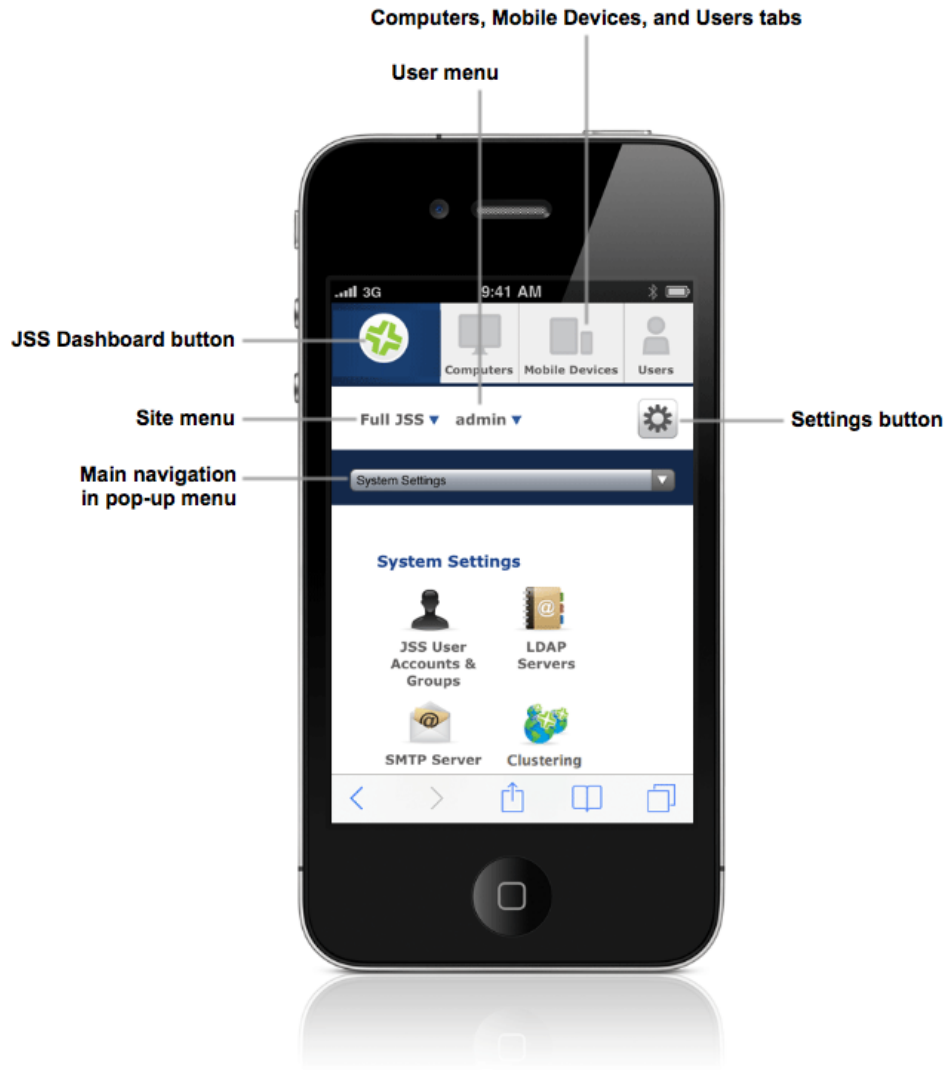 Computers, Mobile Devices, and Users tabs
User menu
3G 9:41 AM
JSS Dashboard button
Computers Mobile Devices Users
Site menu
Full JSS ▼ admin ▼
Settings button
Main navigation
in pop-up menu
System Settings
System Settings
JSS User
Accounts &
Groups
LDAP
Servers
@
@
SMTP Server Clustering